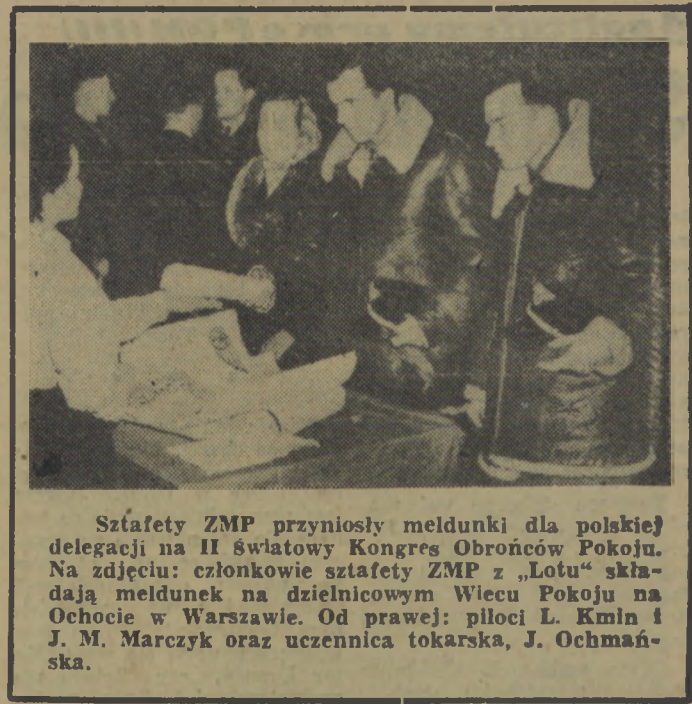 Sztafety ZMP przyniosły meldunki dla polskiej
delegacji na II Światowy Kongres Obrońców Pokoju.
Na zdjęciu: członkowie sztafety ZMP z „Lotu“ skła-
dają meldunek na dzielnicowym Wiecu Pokoju na
Ochocie w Warszawie. Od prawej: piloci L. Kmin i
J. M. Marczyk oraz uczennica tokarska, J. Ochmań-
ska.